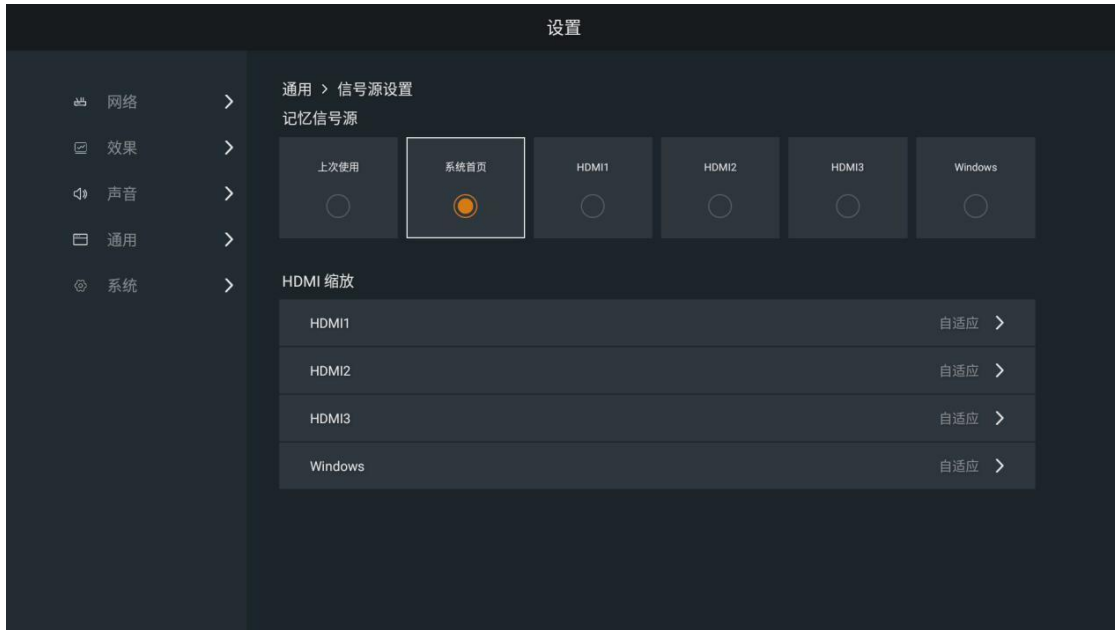 设置
网络
效果
声音
通用
系统
通用 > 信号源设置
记忆信号源
上次使用 系统首页 HDMI1 HDMI2 HDMI3 Windows
HDMI 缩放
HDMI1 自适应
HDMI2 自适应
HDMI3 自适应
Windows 自适应